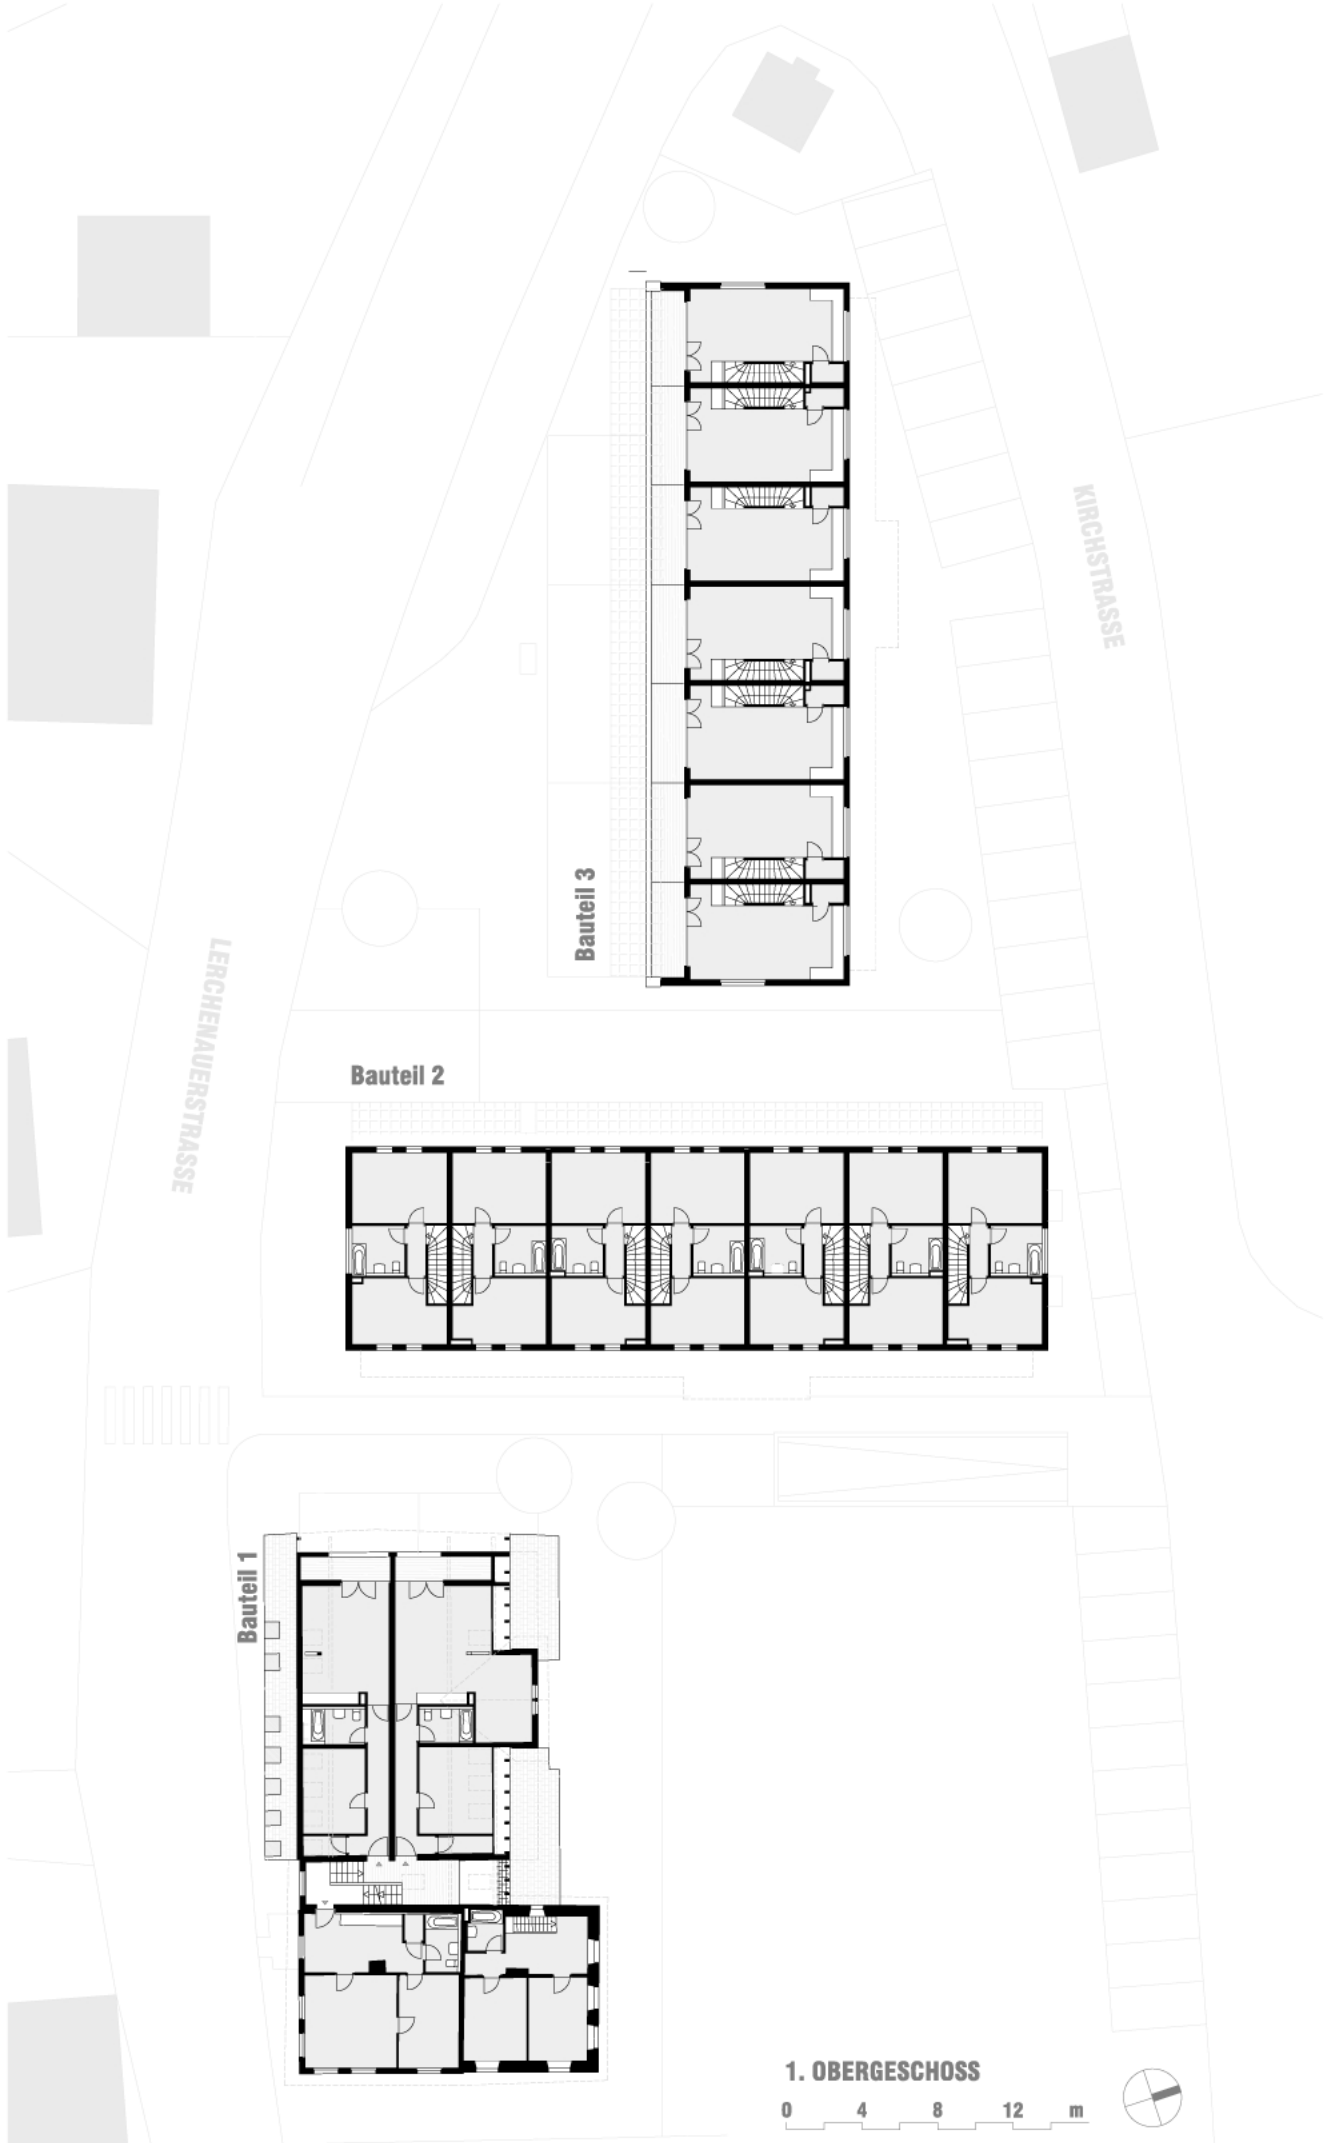 KIRCHSTRASSE
Bauteil 3
LERCHENAUERSTRASSE
Bauteil 2
Bauteil 1
1. OBERGESCHOSS
0 4 8 12 m